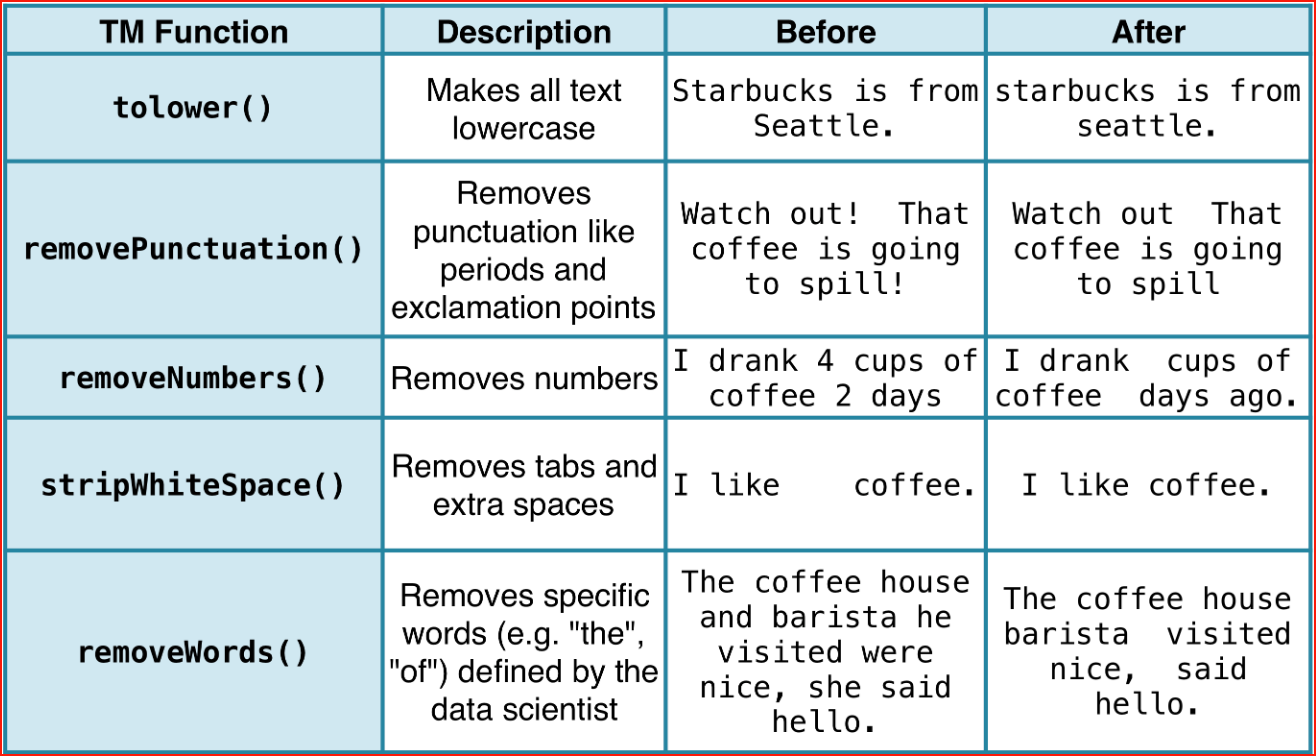 TM Function Description Before After
tolower()
Makes all text
lowercase
Starbucks is from
Seattle.
starbucks is from
seattle.
removePunctuation()
Removes
punctuation like
periods and
exclamation points
Watch out!  That
coffee is going
to spill!
Watch out  That
coffee is going
to spill
removeNumbers()
Removes numbers
I drank 4 cups of
coffee 2 days
I drank  cups of
coffee  days ago.
stripWhiteSpace()
Removes tabs and
extra spaces
I like    coffee.
I like coffee.
removeWords()
Removes specific
words (e.g. "the",
"of") defined by the
data scientist
The coffee house
and barista he
visited were
nice, she said
hello.
The coffee house
barista  visited
nice,  said
hello.